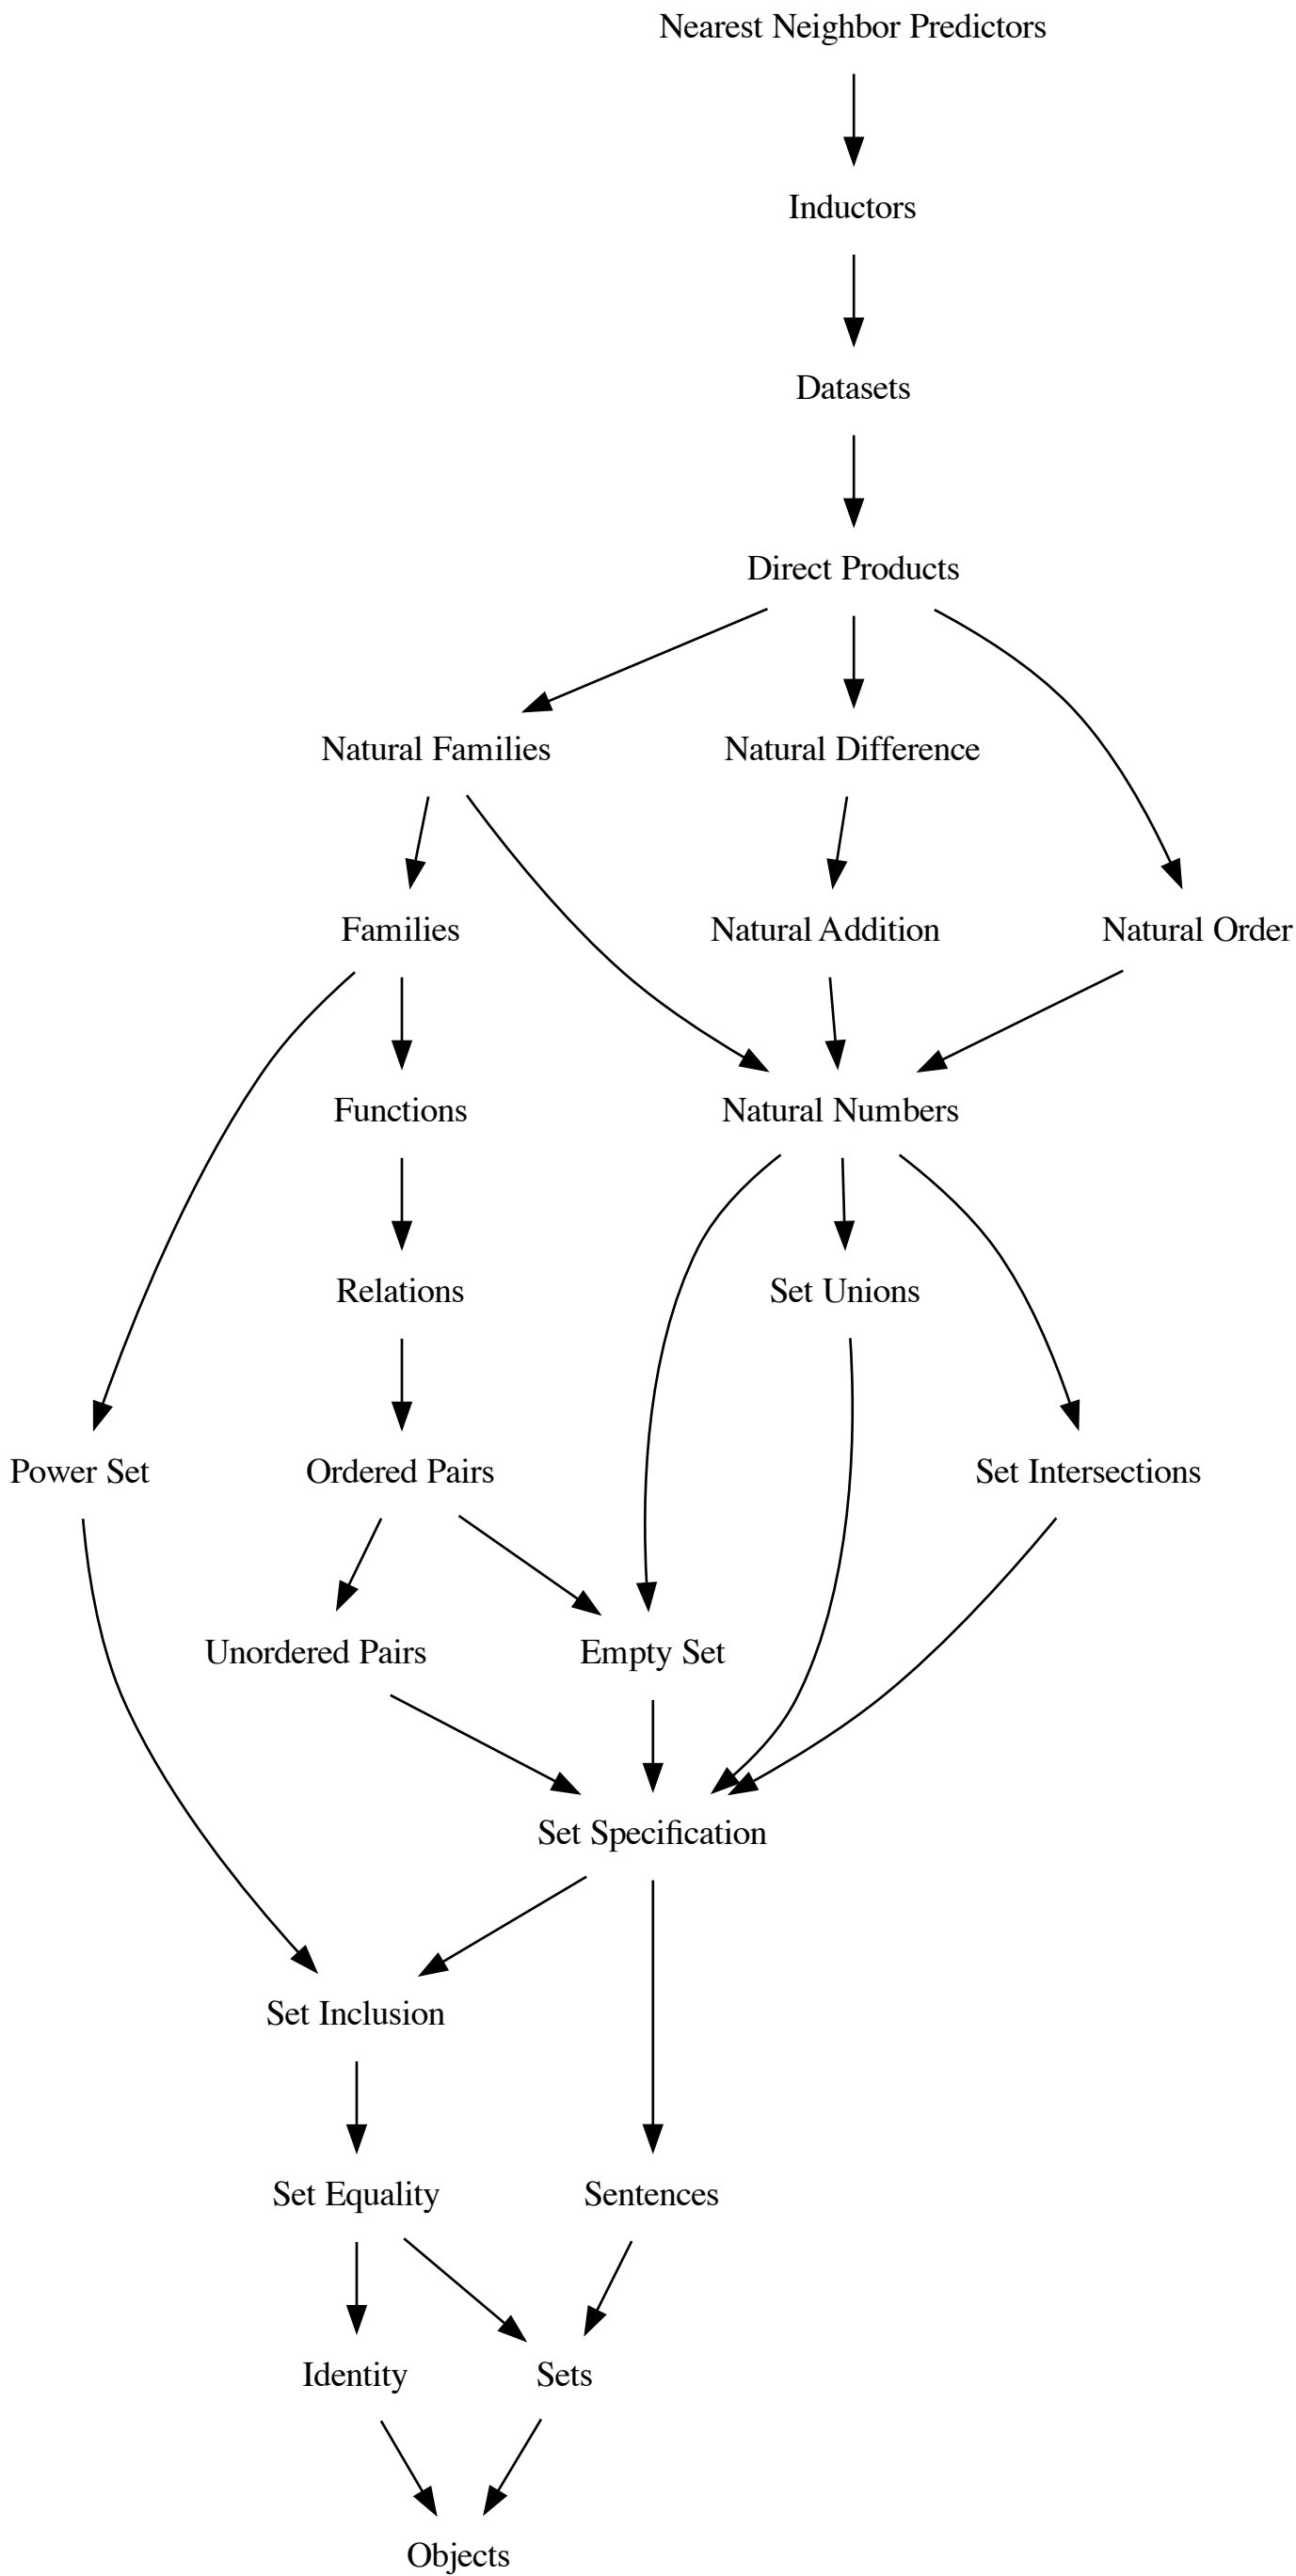 Nearest Neighbor Predictors
Inductors
Datasets
Direct Products
Natural Families
Natural Difference
Families
Natural Addition
Natural Order
Functions
Natural Numbers
Relations
Set Unions
Power Set
Ordered Pairs
Set Intersections
Unordered Pairs
Empty Set
Set Specification
Set Inclusion
Set Equality
Sentences
Identity
Sets
Objects